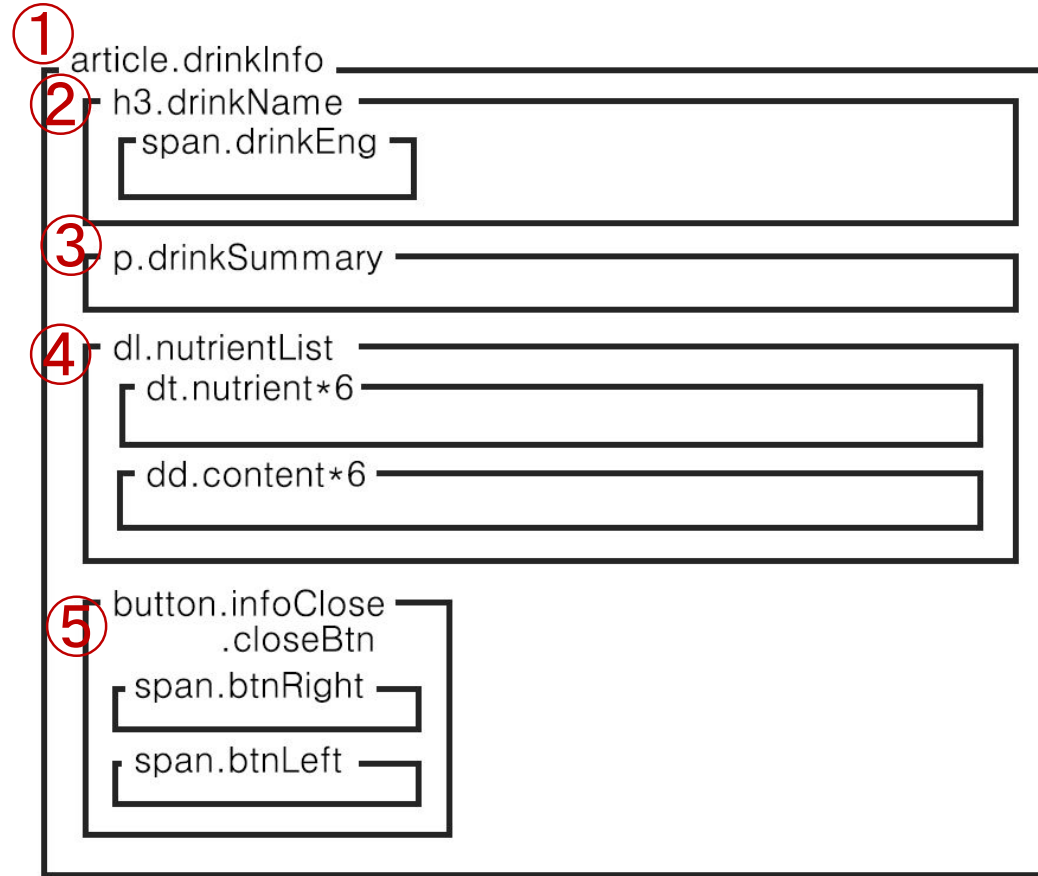 ①
article.drinkInfo
②
h3.drinkName
span.drinkEng
③
p.drinkSummary
④
dl.nutrientList
dt.nutrient*6
dd.content*6
⑤
button.infoClose
.closeBtn
span.btnRight
span.btnLeft